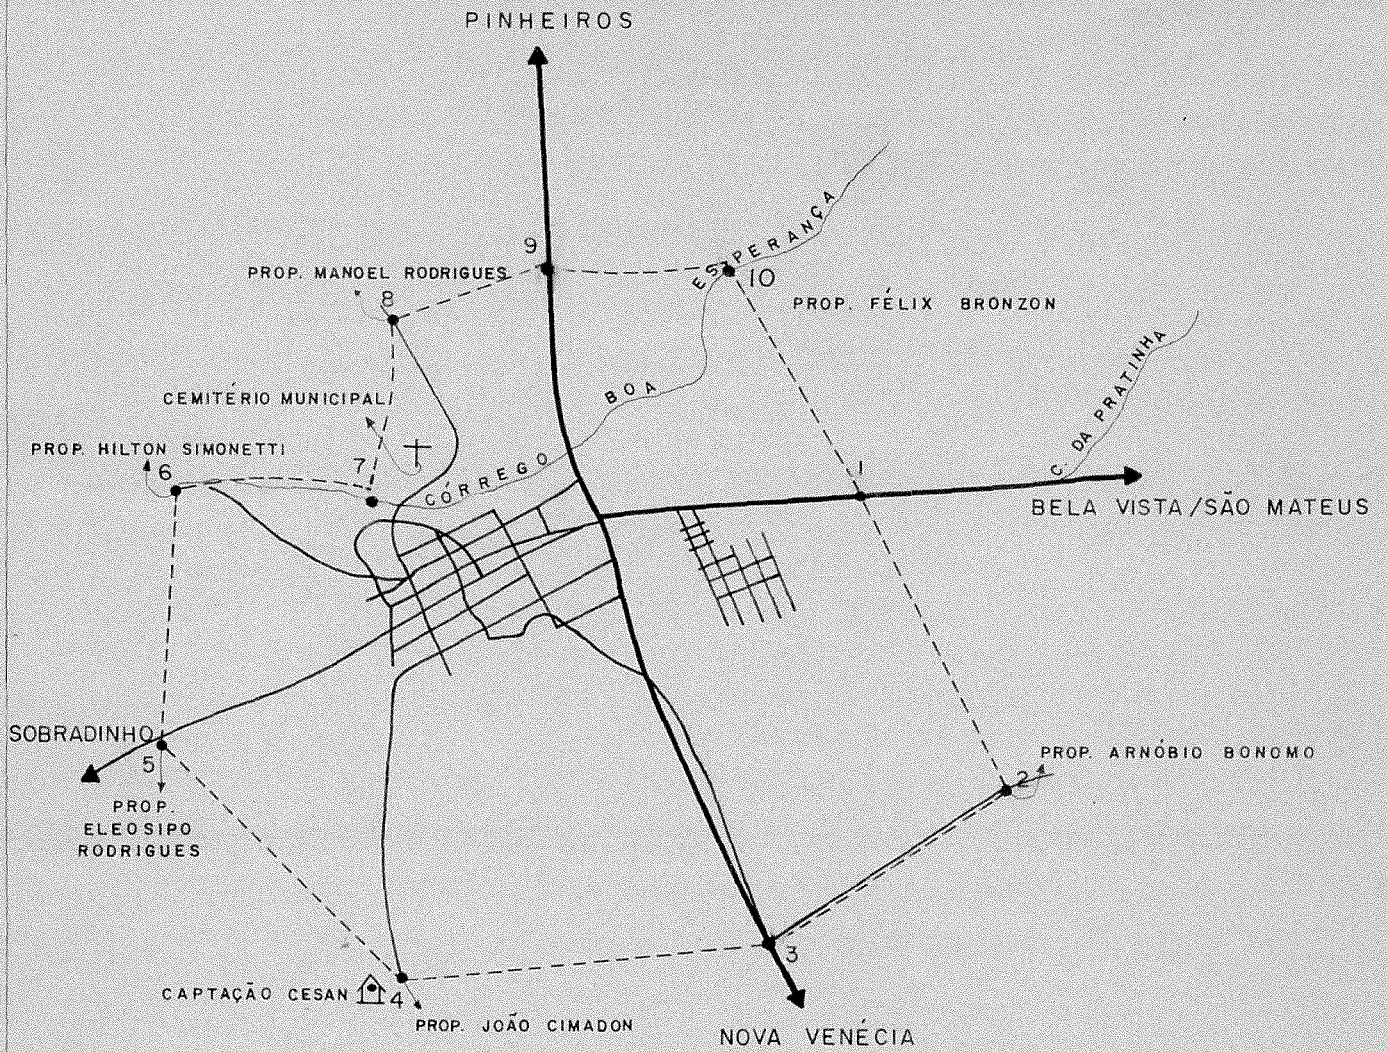 PINHEIROS
ESPERANÇA
9
PROP. MANOEL RODRIGUES
10
8
PROP. FÉLIX BRONZON
C. DA PRATINHA
BOA
CEMITÉRIO MUNICIPAL
PROP. HILTON SIMONETTI
6
7
CÓRREGO
1
BELA VISTA/SÃO MATEUS
SOBRADINHO
5
PROP. ARNÓBIO BONOMO
2
PROP.
ELEOSIPO
RODRIGUES
3
CAPTAÇÃO CESAN
4
PROP. JOÃO CIMADON
NOVA VENÉCIA